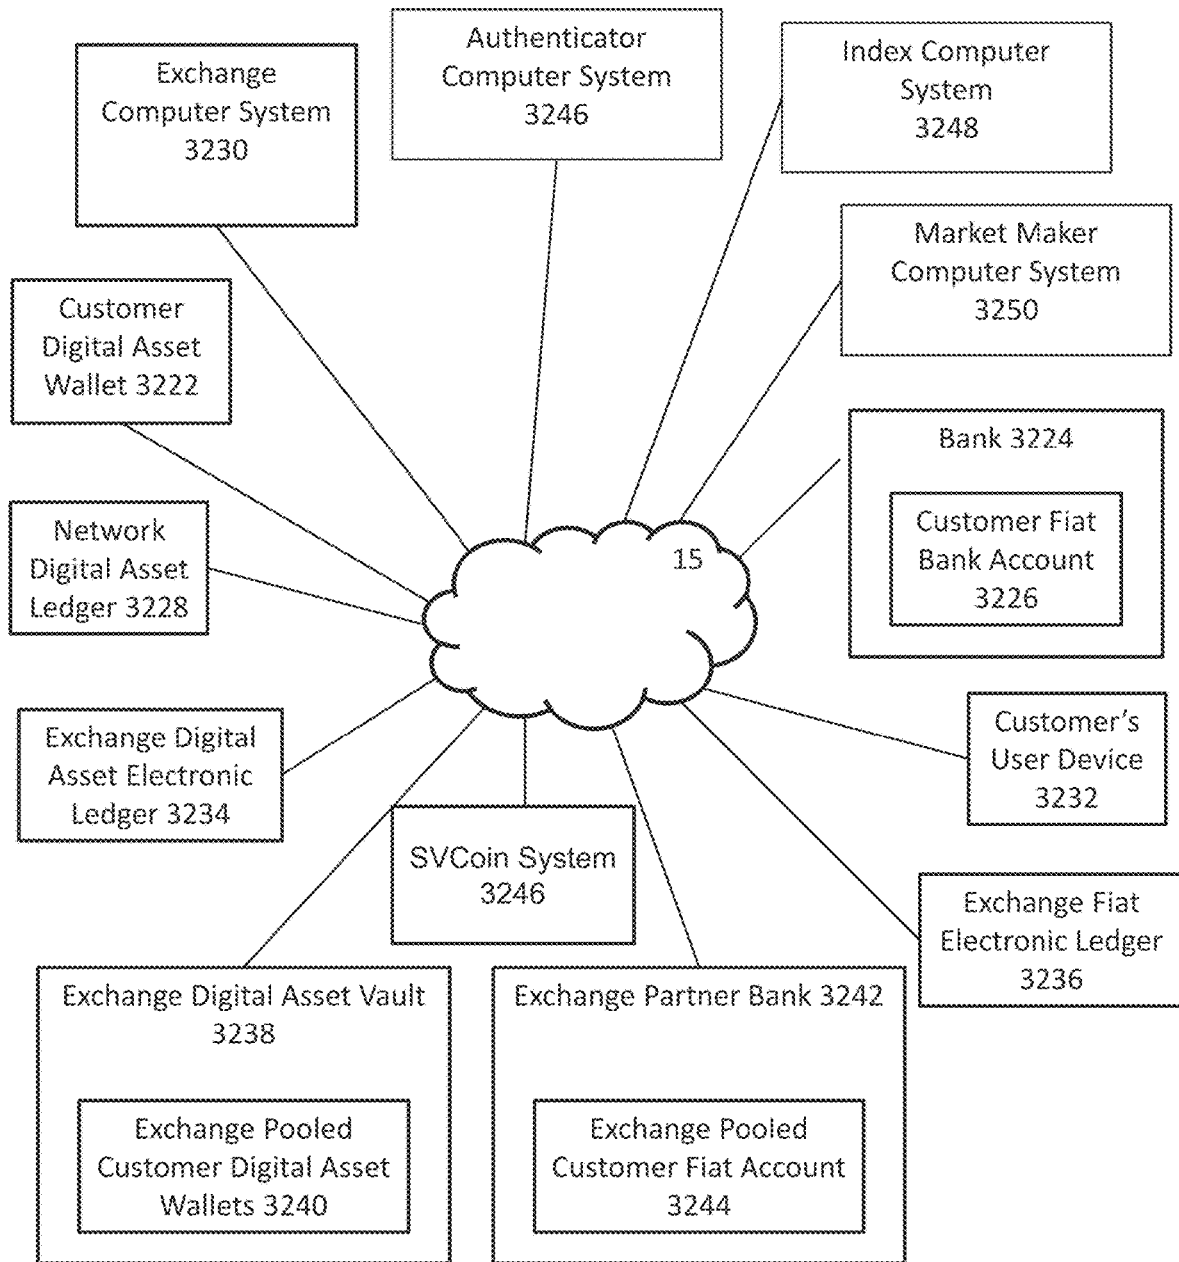 Exchange
Computer System
3230
Authenticator
Computer System
3246
Index Computer
System
3248
Market Maker
Computer System
3250
Customer
Digital Asset
Wallet 3222
Bank 3224
Customer Fiat
Bank Account
3226
Network
Digital Asset
Ledger 3228
15
Exchange Digital
Asset Electronic
Ledger 3234
Customer’s
User Device
3232
SVCoin System
3246
Exchange Fiat
Electronic Ledger
3236
Exchange Digital Asset Vault
3238
Exchange Pooled
Customer Digital Asset
Wallets 3240
Exchange Partner Bank 3242
Exchange Pooled
Customer Fiat Account
3244